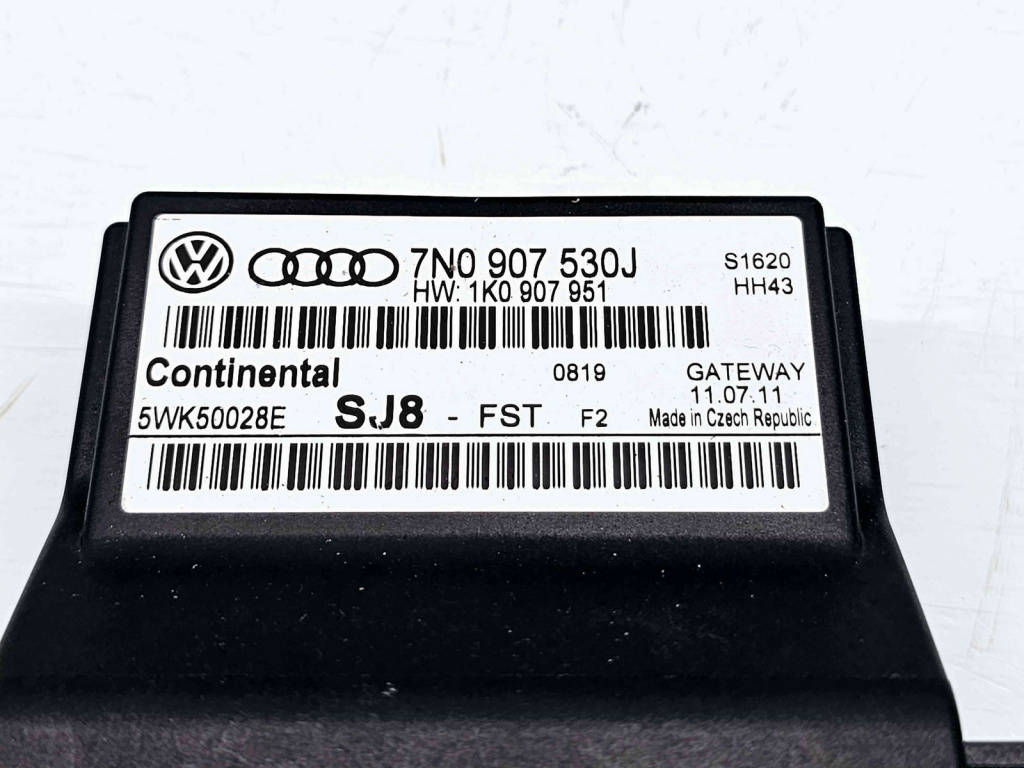 7N0 907 530J S1620
HW: 1K0 907 951 HH43
Continental 0819 GATEWAY
11.07.11
5WK50028E SJ8 - FST F2 Made in Czech Republic